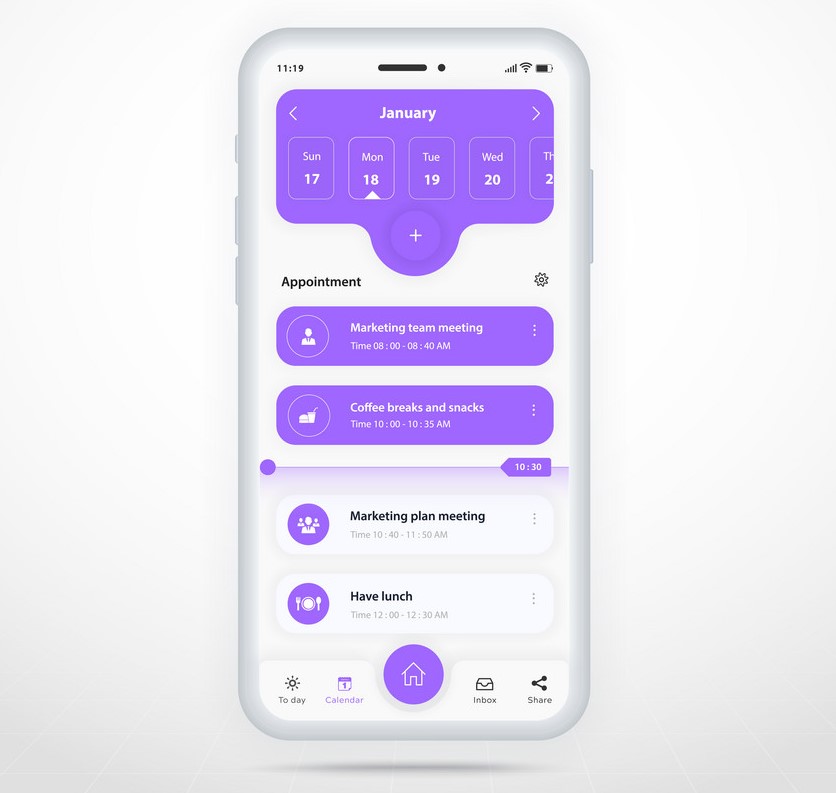 11:19
January
Sun Mon Tue Wed Th
17 18 19 20 2
+
Appointment
Marketing team meeting
Time 08 : 00 - 08 : 40 AM
Coffee breaks and snacks
Time 10 : 00 - 10 : 35 AM
10 : 30
Marketing plan meeting
Time 10 : 40 - 11 : 50 AM
Have lunch
Time 12 : 00 - 12 : 30 AM
1
To day Calendar Inbox Share